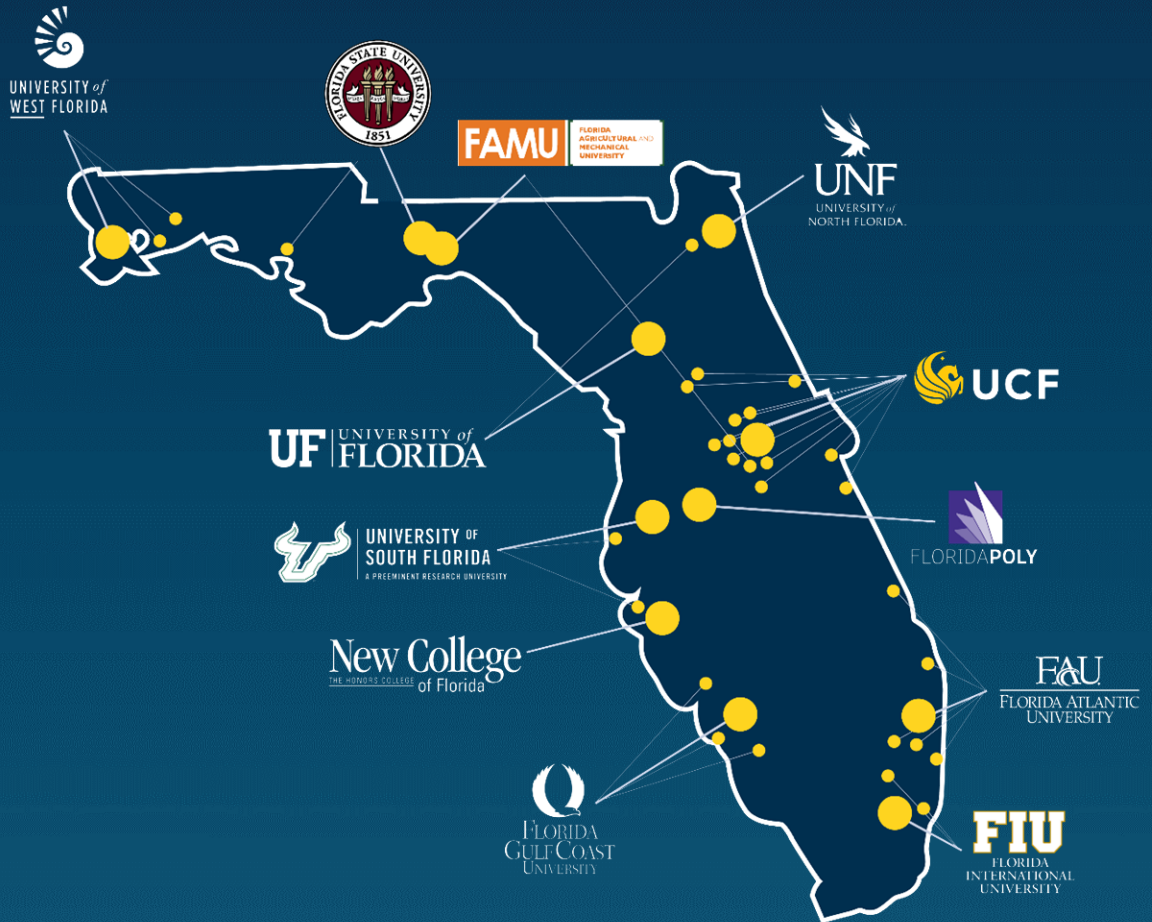 UNIVERSITY of
WEST FLORIDA
FLORIDA STATE UNIVERSITY
1851
FAMU
FLORIDA
AGRICULTURAL AND
MECHANICAL
UNIVERSITY
UNF
UNIVERSITY of
NORTH FLORIDA.
UCF
UF
UNIVERSITY of
FLORIDA
FLORIDAPOLY
UNIVERSITY OF
SOUTH FLORIDA
A PREEMINENT RESEARCH UNIVERSITY
New College
THE HONORS COLLEGE
of Florida
FAU
FLORIDA ATLANTIC
UNIVERSITY
FLORIDA
GULF COAST
UNIVERSITY
FIU
FLORIDA
INTERNATIONAL
UNIVERSITY